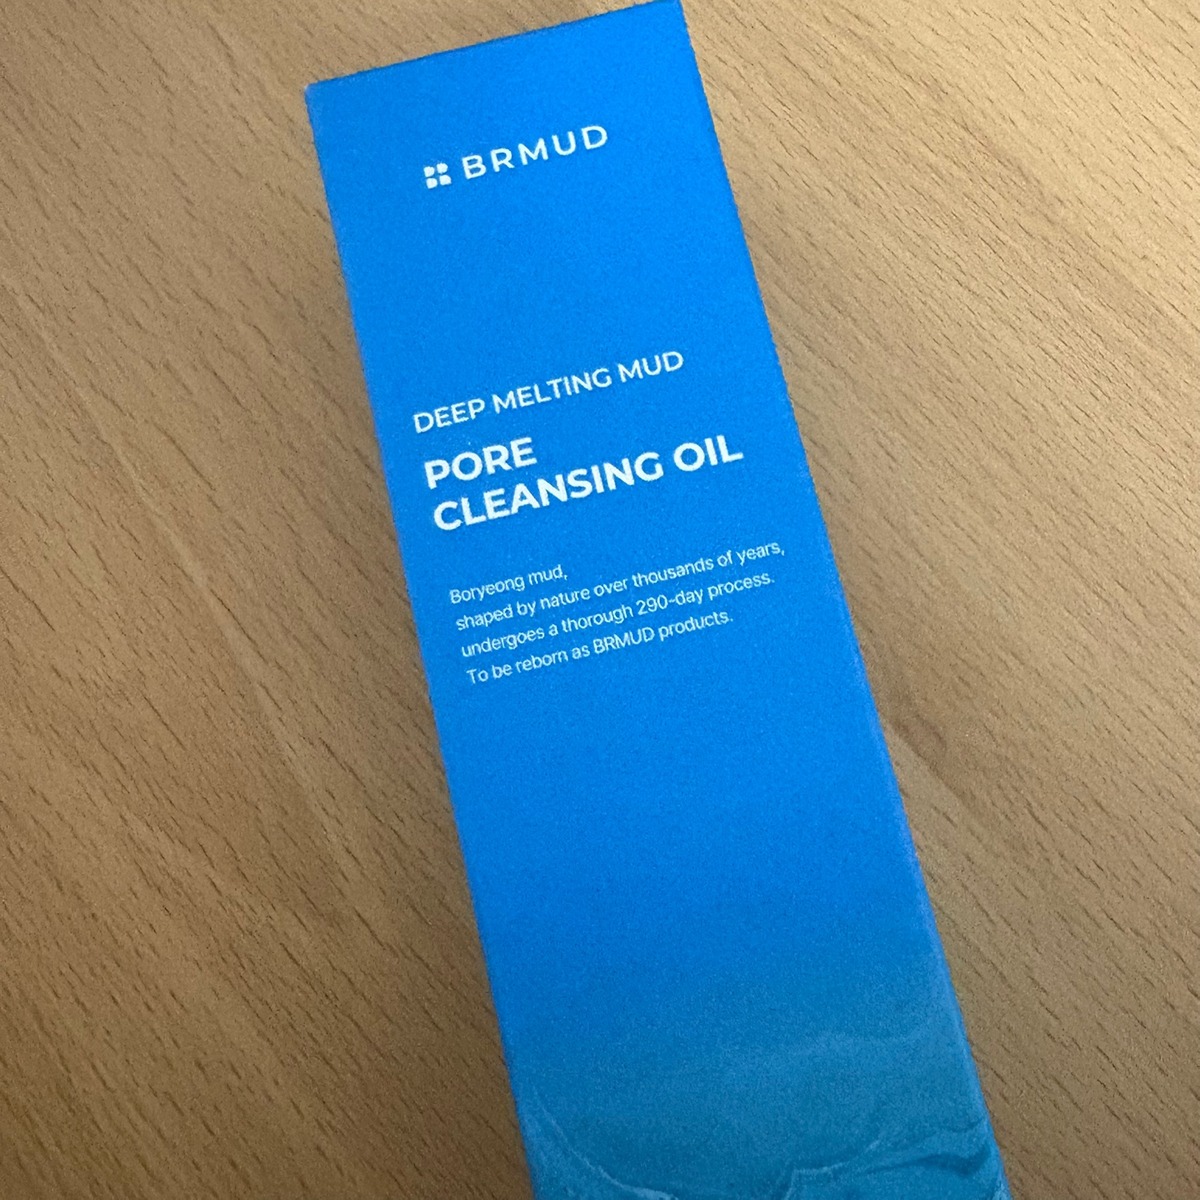 BRMUD
DEEP MELTING MUD
PORE
CLEANSING OIL
Boryeong mud,
shaped by nature over thousands of years,
undergoes a thorough 290-day process.
To be reborn as BRMUD products.